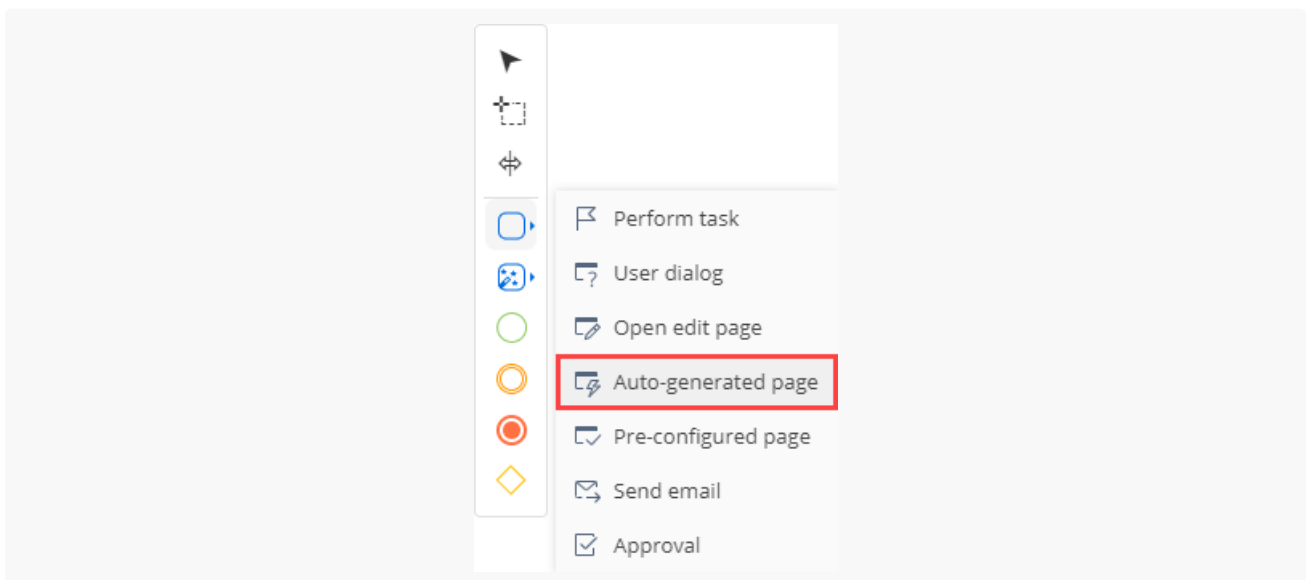 Perform task
User dialog
Open edit page
Auto-generated page
Pre-configured page
Send email
Approval